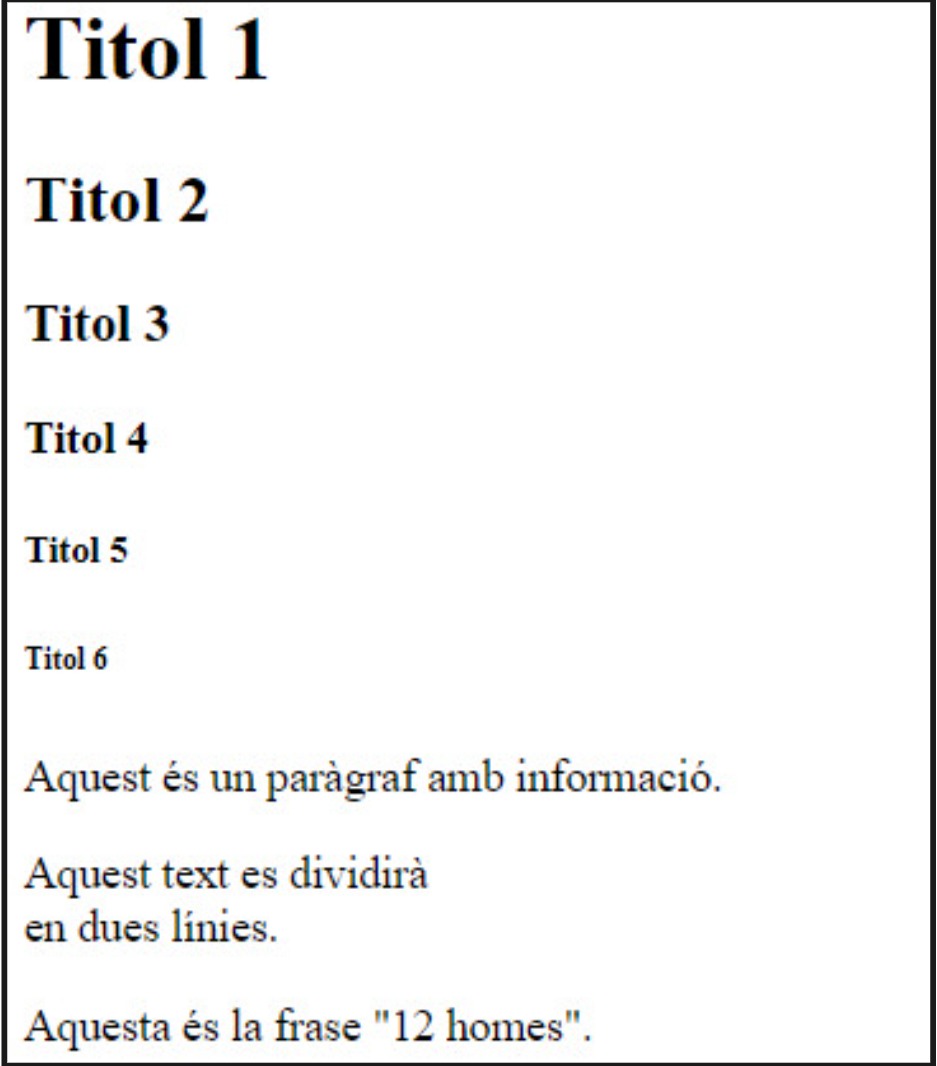 Titol 1
Titol 2
Titol 3
Titol 4
Titol 5
Titol 6
Aquest és un paràgraf amb informació.
Aquest text es dividirà
en dues línies.
Aquesta és la frase "12 homes".